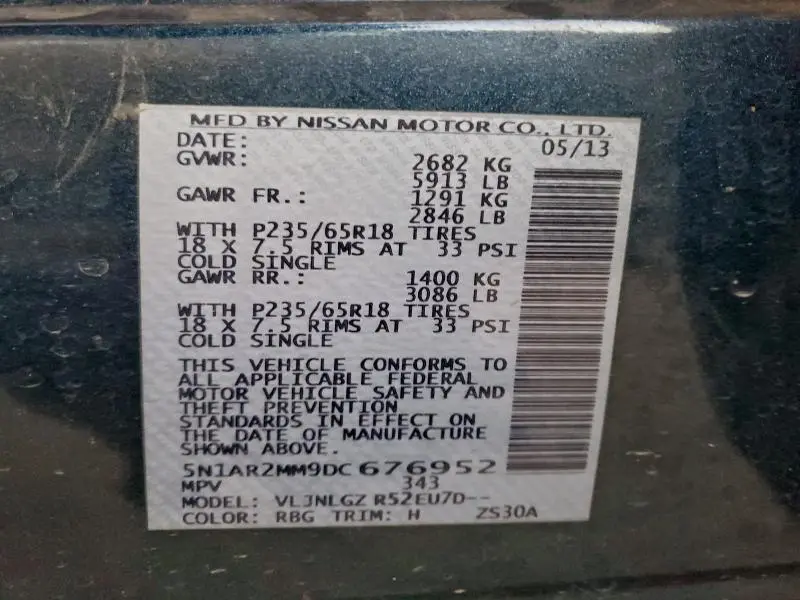 MFD BY NISSAN MOTOR CO., LTD.
DATE: 05/13
GVWR: 2682 KG
5913 LB
GAWR FR.: 1291 KG
2846 LB
WITH P235/65R18 TIRES
18 X 7.5 RIMS AT 33 PSI
COLD SINGLE
GAWR RR.: 1400 KG
3086 LB
WITH P235/65R18 TIRES
18 X 7.5 RIMS AT 33 PSI
COLD SINGLE
THIS VEHICLE CONFORMS TO
ALL APPLICABLE FEDERAL
MOTOR VEHICLE SAFETY AND
THEFT PREVENTION
STANDARDS IN EFFECT ON
THE DATE OF MANUFACTURE
SHOWN ABOVE.
5N1AR2MM9DC 676952
MPV 343
MODEL: VLJNLGZ R52EU7D--
COLOR: RBG TRIM: H ZS30A